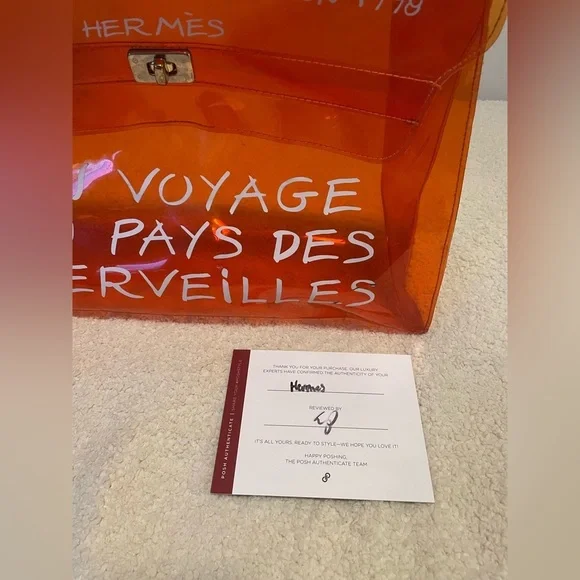 1998
HERMÈS
VOYAGE
PAYS DES
ERVEILLES
THANK YOU FOR YOUR PURCHASE. OUR LUXURY
EXPERTS HAVE CONFIRMED THE AUTHENTICITY OF YOUR
Hermes
REVIEWED BY
IT'S ALL YOURS. READY TO STYLE—WE HOPE YOU LOVE IT!
HAPPY POSHING,
THE POSH AUTHENTICATE TEAM
POSH AUTHENTICATE